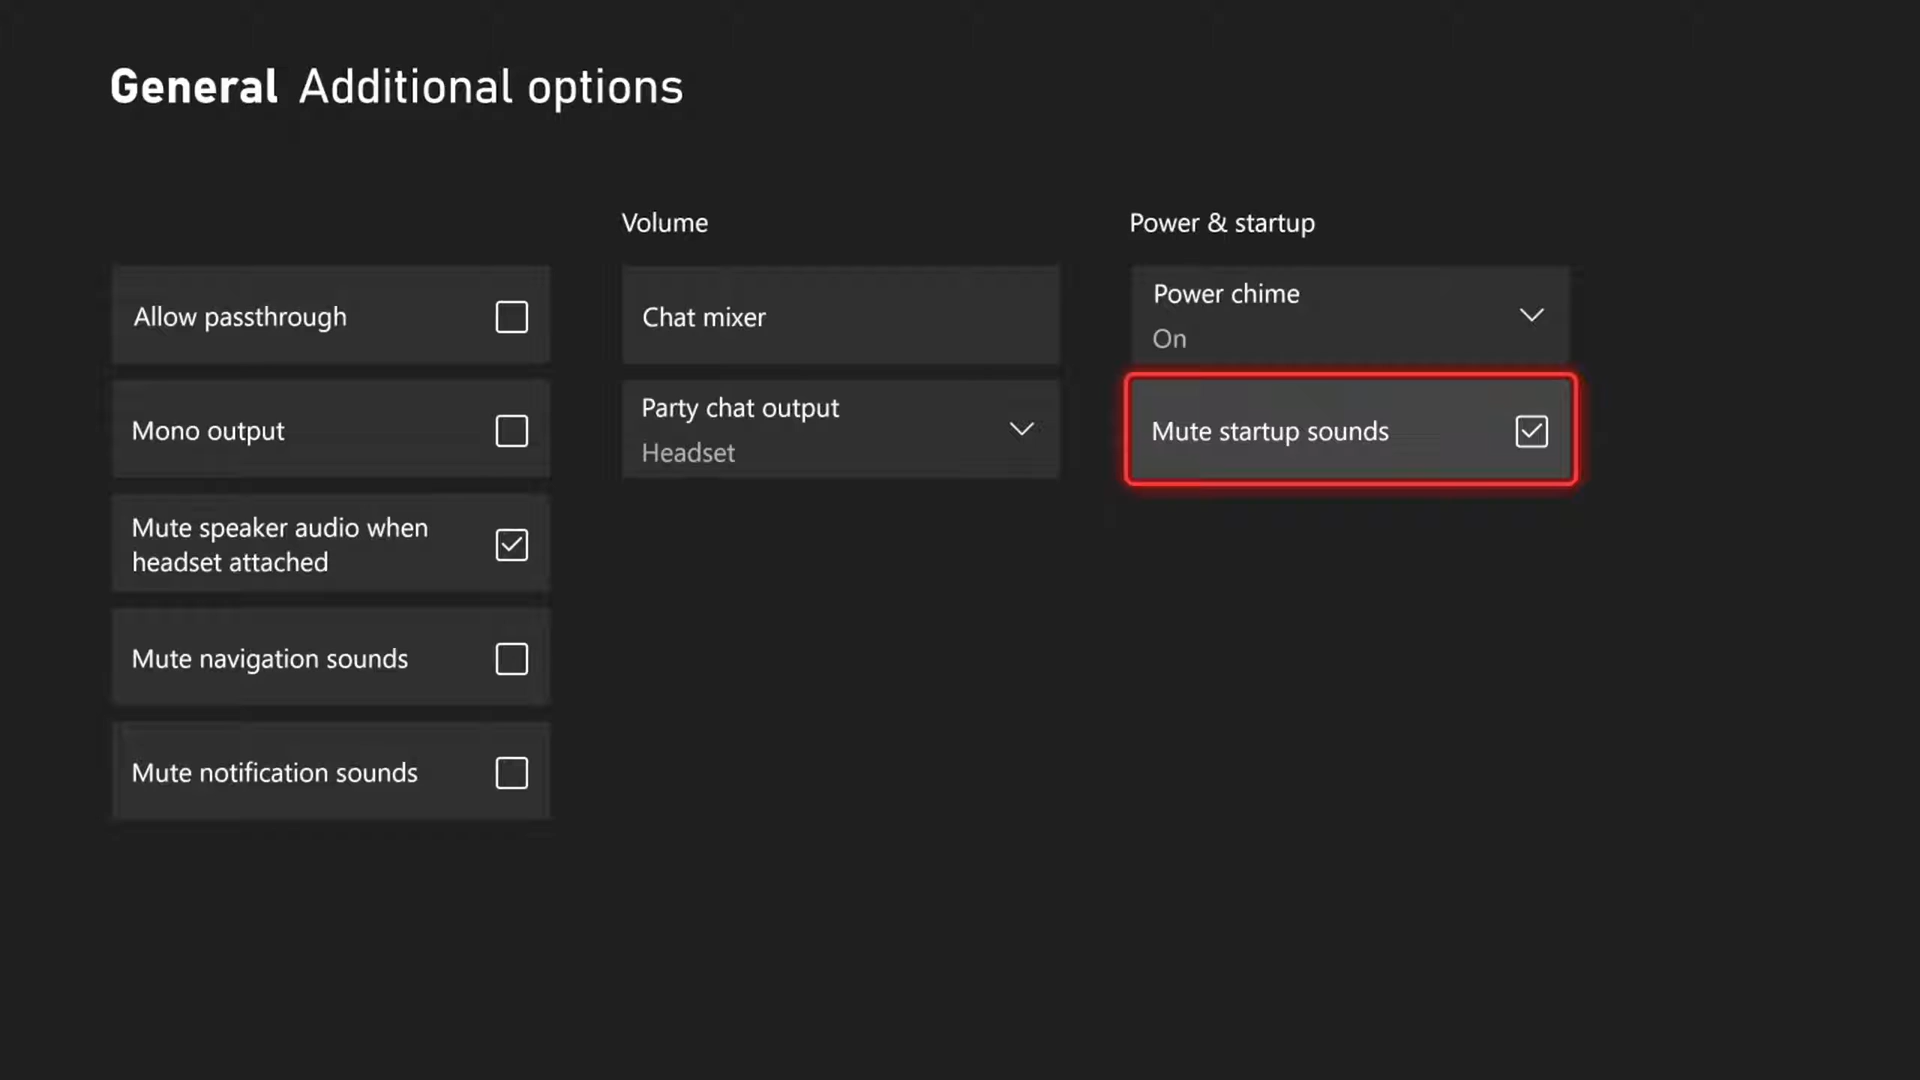 General Additional options
Allow passthrough
Mono output
Mute speaker audio when
headset attached
Mute navigation sounds
Mute notification sounds
Volume
Chat mixer
Party chat output
Headset
Power & startup
Power chime
On
Mute startup sounds